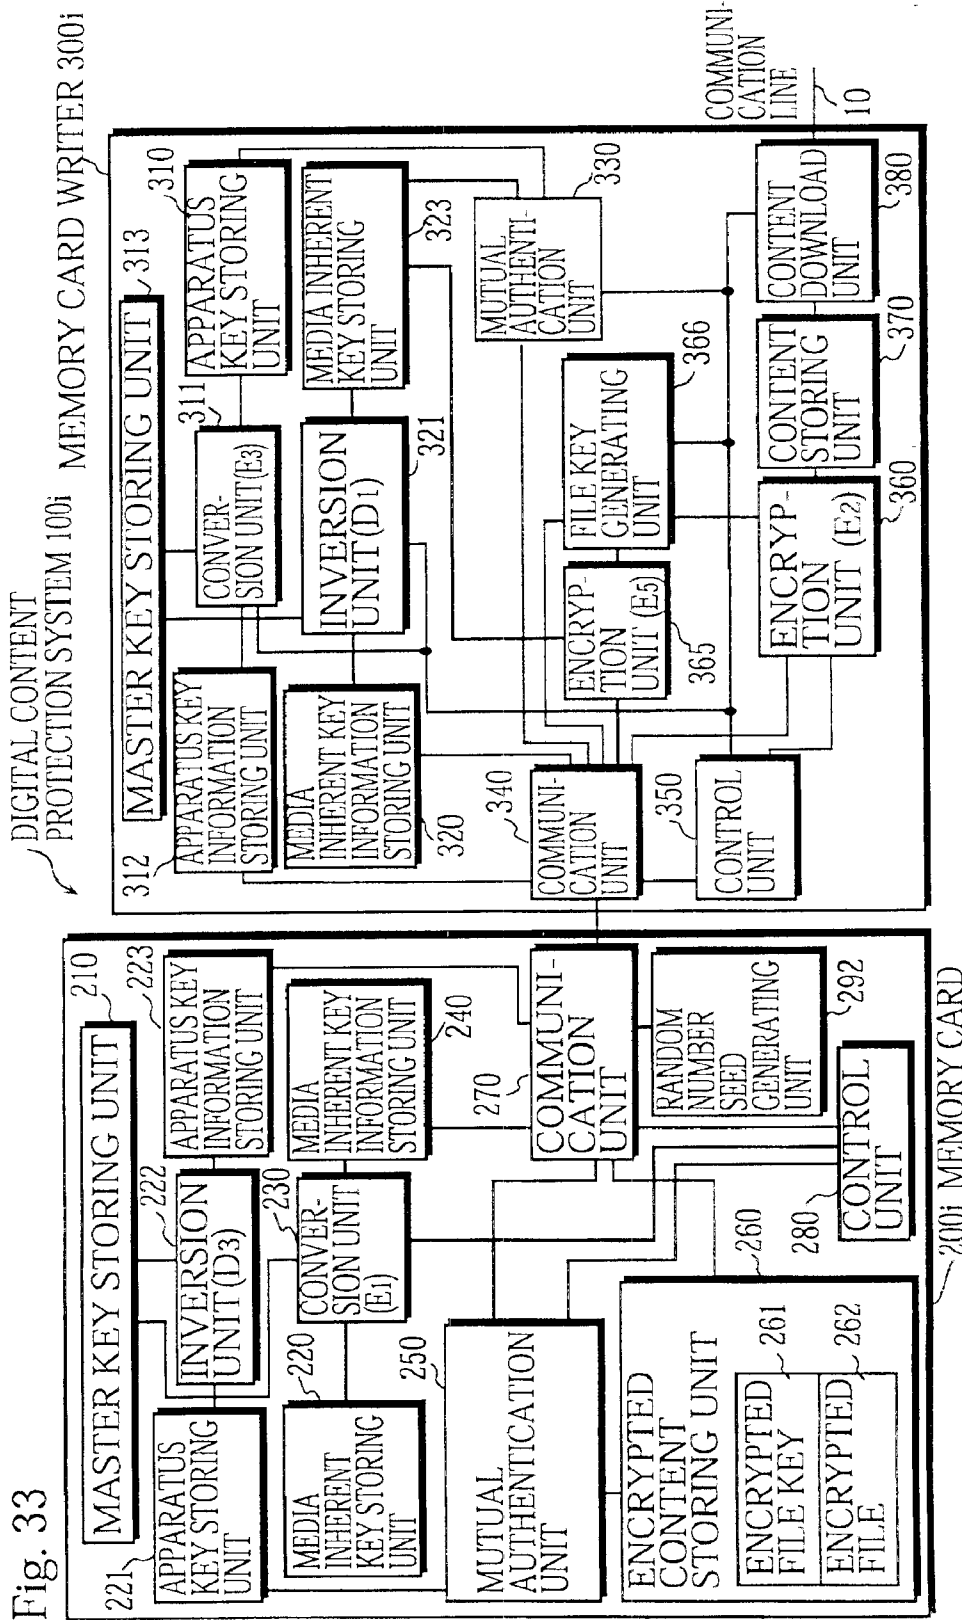 Fig. 33
DIGITAL CONTENT
PROTECTION SYSTEM 100i
MEMORY CARD WRITER 300i
MASTER KEY STORING UNIT
210
221
APPARATUS
KEY STORING
UNIT
INVERSION
UNIT(D3)
222
APPARATUS KEY
INFORMATION
STORING UNIT
223
220
MEDIA
INHERENT
KEY STORING
UNIT
230
CONVER-
SION UNIT
(E1)
MEDIA
INHERENT KEY
INFORMATION
STORING UNIT
240
250
MUTUAL
AUTHENTICATION
UNIT
270
COMMUNI-
CATION
UNIT
RANDOM
NUMBER
SEED
GENERATING
UNIT
292
260
ENCRYPTED
CONTENT
STORING UNIT
ENCRYPTED
FILE KEY
261
ENCRYPTED
FILE
262
280
CONTROL
UNIT
200i MEMORY CARD
MASTER KEY STORING UNIT
313
312
APPARATUS KEY
INFORMATION
STORING UNIT
311
CONVER-
SION UNIT(E3)
310
APPARATUS
KEY STORING
UNIT
MEDIA
INHERENT KEY
INFORMATION
STORING UNIT
320
INVERSION
UNIT(D1)
321
MEDIA INHERENT
KEY STORING
UNIT
323
340
COMMUNI-
CATION
UNIT
MUTUAL
AUTHENTI-
CATION
UNIT
330
ENCRYP-
TION
UNIT (E5)
365
FILE KEY
GENERATING
UNIT
366
350
CONTROL
UNIT
ENCRYP-
TION
UNIT (E2)
360
CONTENT
STORING
UNIT
370
CONTENT
DOWNLOAD
UNIT
380
COMMUNI-
CATION
LINE
10